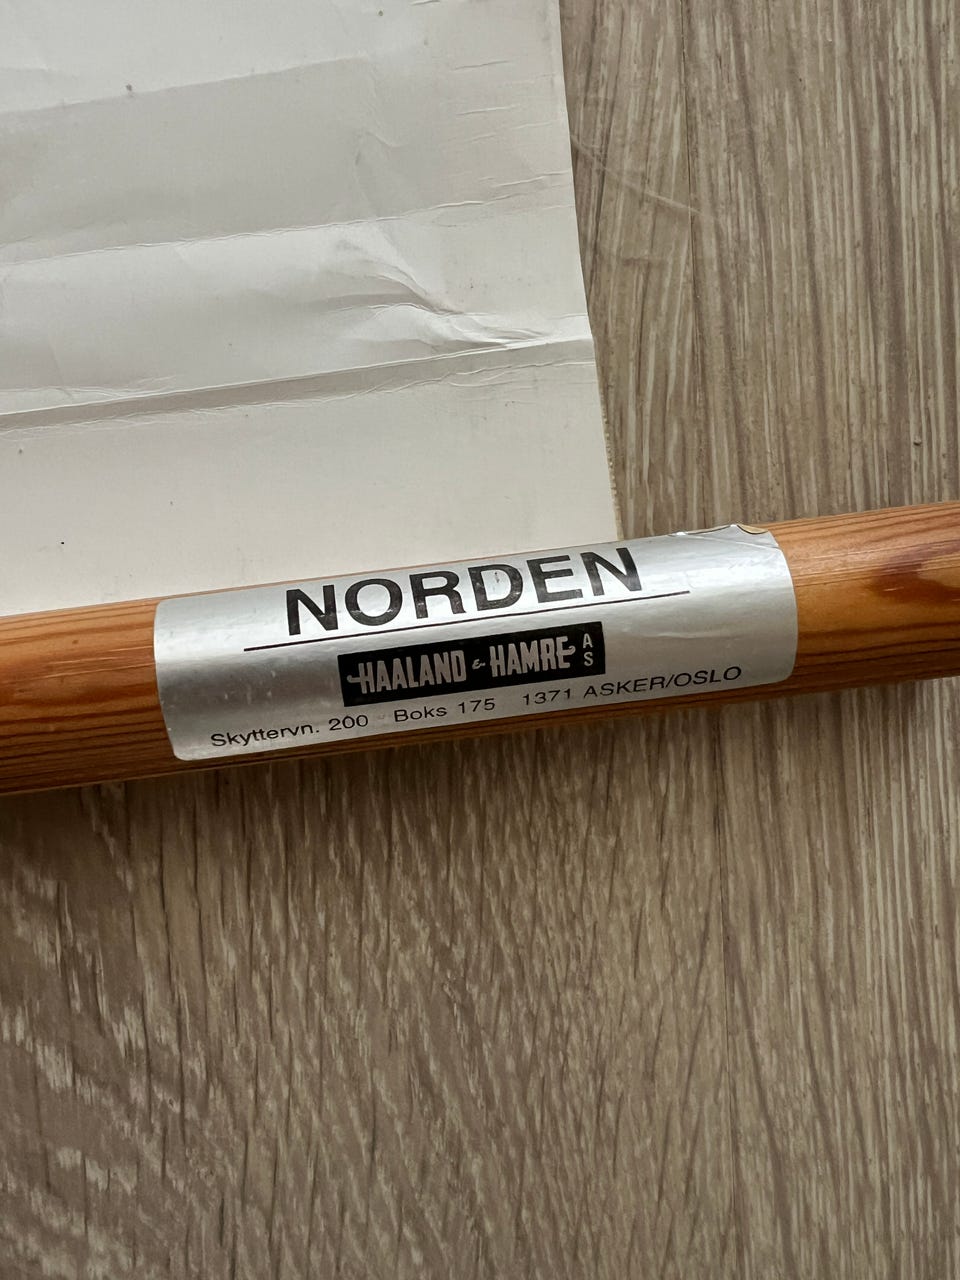 NORDEN
HAALAND & HAMRE AS
Skyttervn. 200 Boks 175 1371 ASKER/OSLO